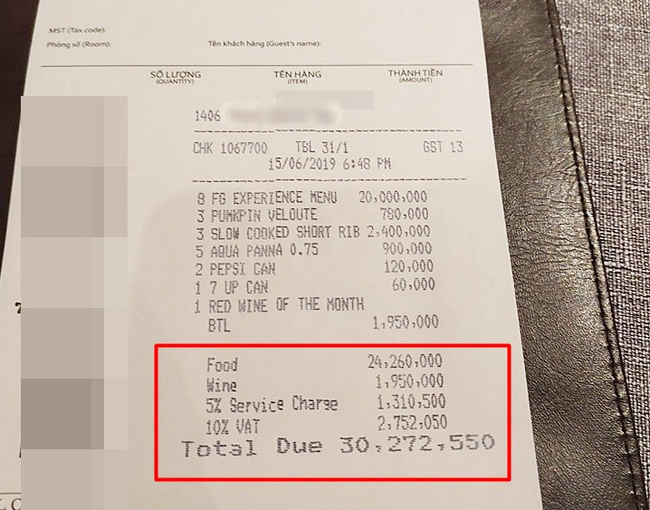 MST (Tax code):
Phòng số (Room):
Tên khách hàng (Guest's name):
SỐ LƯỢNG TÊN HÀNG THÀNH TIỀN
(QUANTITY) (ITEM) (AMOUNT)
1406
CHK 1067700 TBL 31/1 GST 13
15/06/2019 6:48 PM
8 FG EXPERIENCE MENU 20,000,000
3 PUMKPIN VELOUTE 780,000
3 SLOW COOKED SHORT RIB 2,400,000
5 AQUA PANNA 0.75 900,000
2 PEPSI CAN 120,000
1 7 UP CAN 60,000
1 RED WINE OF THE MONTH
BTL 1,950,000
Food 24,260,000
Wine 1,950,000
5% Service Charge 1,310,500
10% VAT 2,752,050
Total Due 30,272,550